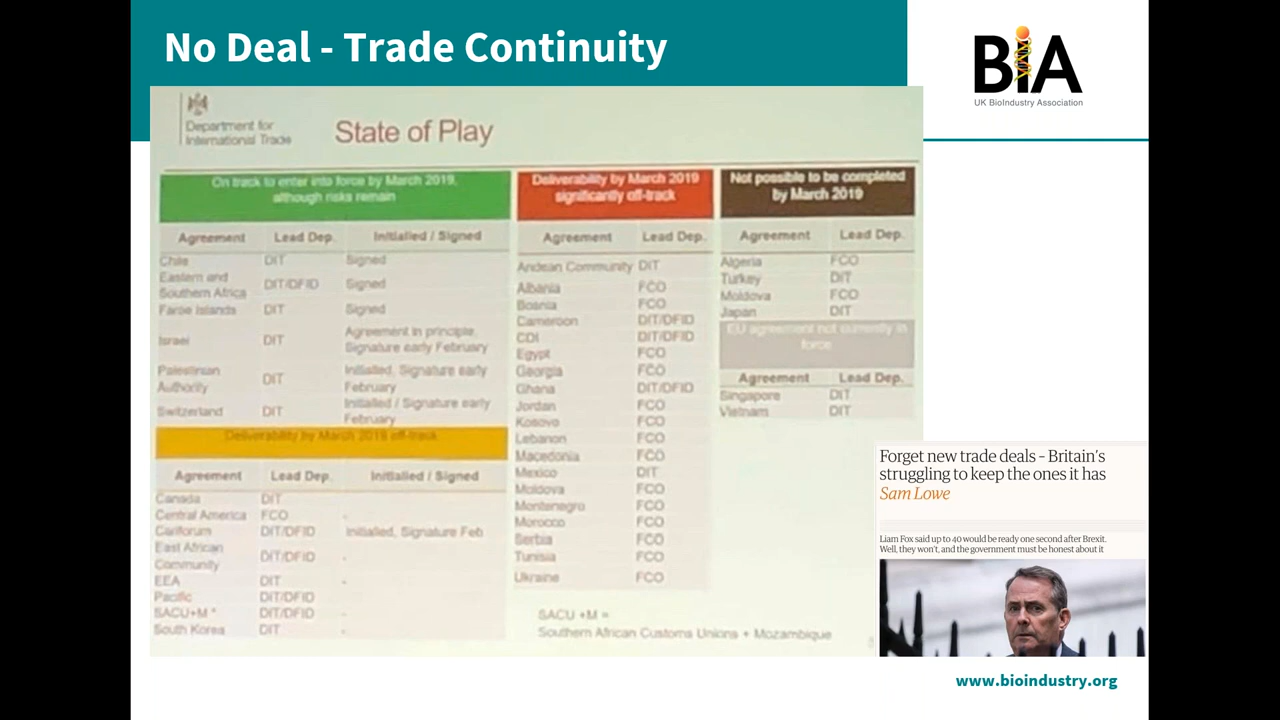 No Deal - Trade Continuity
BiA
UK BioIndustry Association
Department for
International Trade
State of Play
On track to enter into force by March 2019,
although risks remain
Agreement Lead Dep. Initialled / Signed
Chile DIT Signed
Eastern and
Southern Africa DIT/DFID Signed
Faroe Islands DIT Signed
Israel DIT Agreement in principle,
Signature early February
Palestinian
Authority DIT Initialled, Signature early
February
Switzerland DIT Initialled / Signature early
February
Deliverability by March 2019 off-track
Agreement Lead Dep. Initialled / Signed
Canada DIT
Central America FCO -
Cariforum DIT/DFID Initialled, Signature Feb
East African
Community DIT/DFID -
EEA DIT -
Pacific DIT/DFID
SACU+M * DIT/DFID -
South Korea DIT -
Deliverability by March 2019
significantly off-track
Agreement Lead Dep.
Andean Community DIT
Albania FCO
Bosnia FCO
Cameroon DIT/DFID
CDI DIT/DFID
Egypt FCO
Georgia FCO
Ghana DIT/DFID
Jordan FCO
Kosovo FCO
Lebanon FCO
Macedonia FCO
Mexico DIT
Moldova FCO
Montenegro FCO
Morocco FCO
Serbia FCO
Tunisia FCO
Ukraine FCO
SACU +M =
Southern African Customs Unions + Mozambique
Not possible to be completed
by March 2019
Agreement Lead Dep.
Algeria FCO
Turkey DIT
Moldova FCO
Japan DIT
EU agreement not currently in
force
Agreement Lead Dep.
Singapore DIT
Vietnam DIT
Forget new trade deals – Britain's
struggling to keep the ones it has
Sam Lowe
Liam Fox said up to 40 would be ready one second after Brexit.
Well, they won't, and the government must be honest about it
www.bioindustry.org